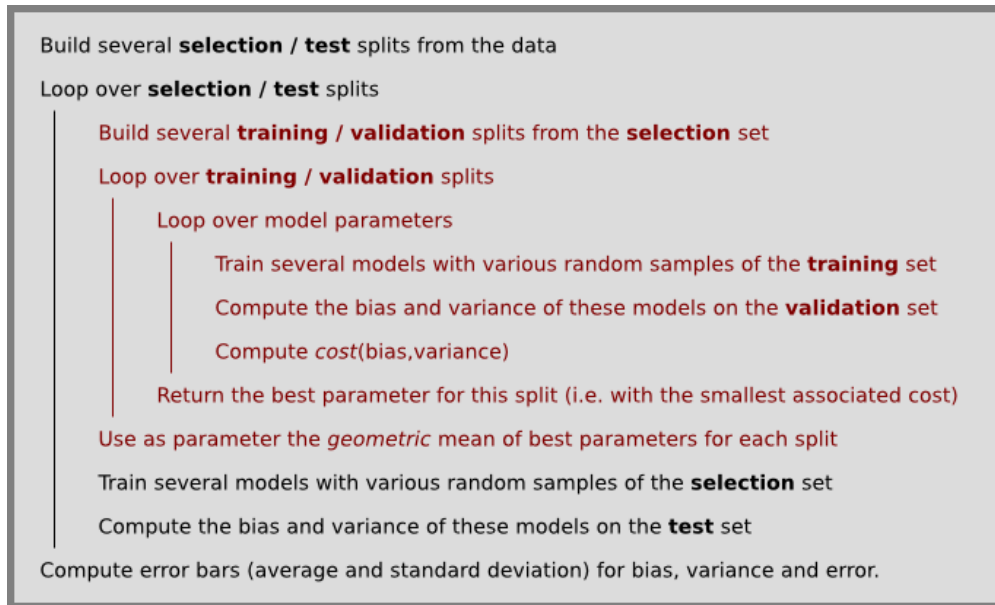 Build several selection / test splits from the data
Loop over selection / test splits
Build several training / validation splits from the selection set
Loop over training / validation splits
Loop over model parameters
Train several models with various random samples of the training set
Compute the bias and variance of these models on the validation set
Compute cost(bias,variance)
Return the best parameter for this split (i.e. with the smallest associated cost)
Use as parameter the geometric mean of best parameters for each split
Train several models with various random samples of the selection set
Compute the bias and variance of these models on the test set
Compute error bars (average and standard deviation) for bias, variance and error.